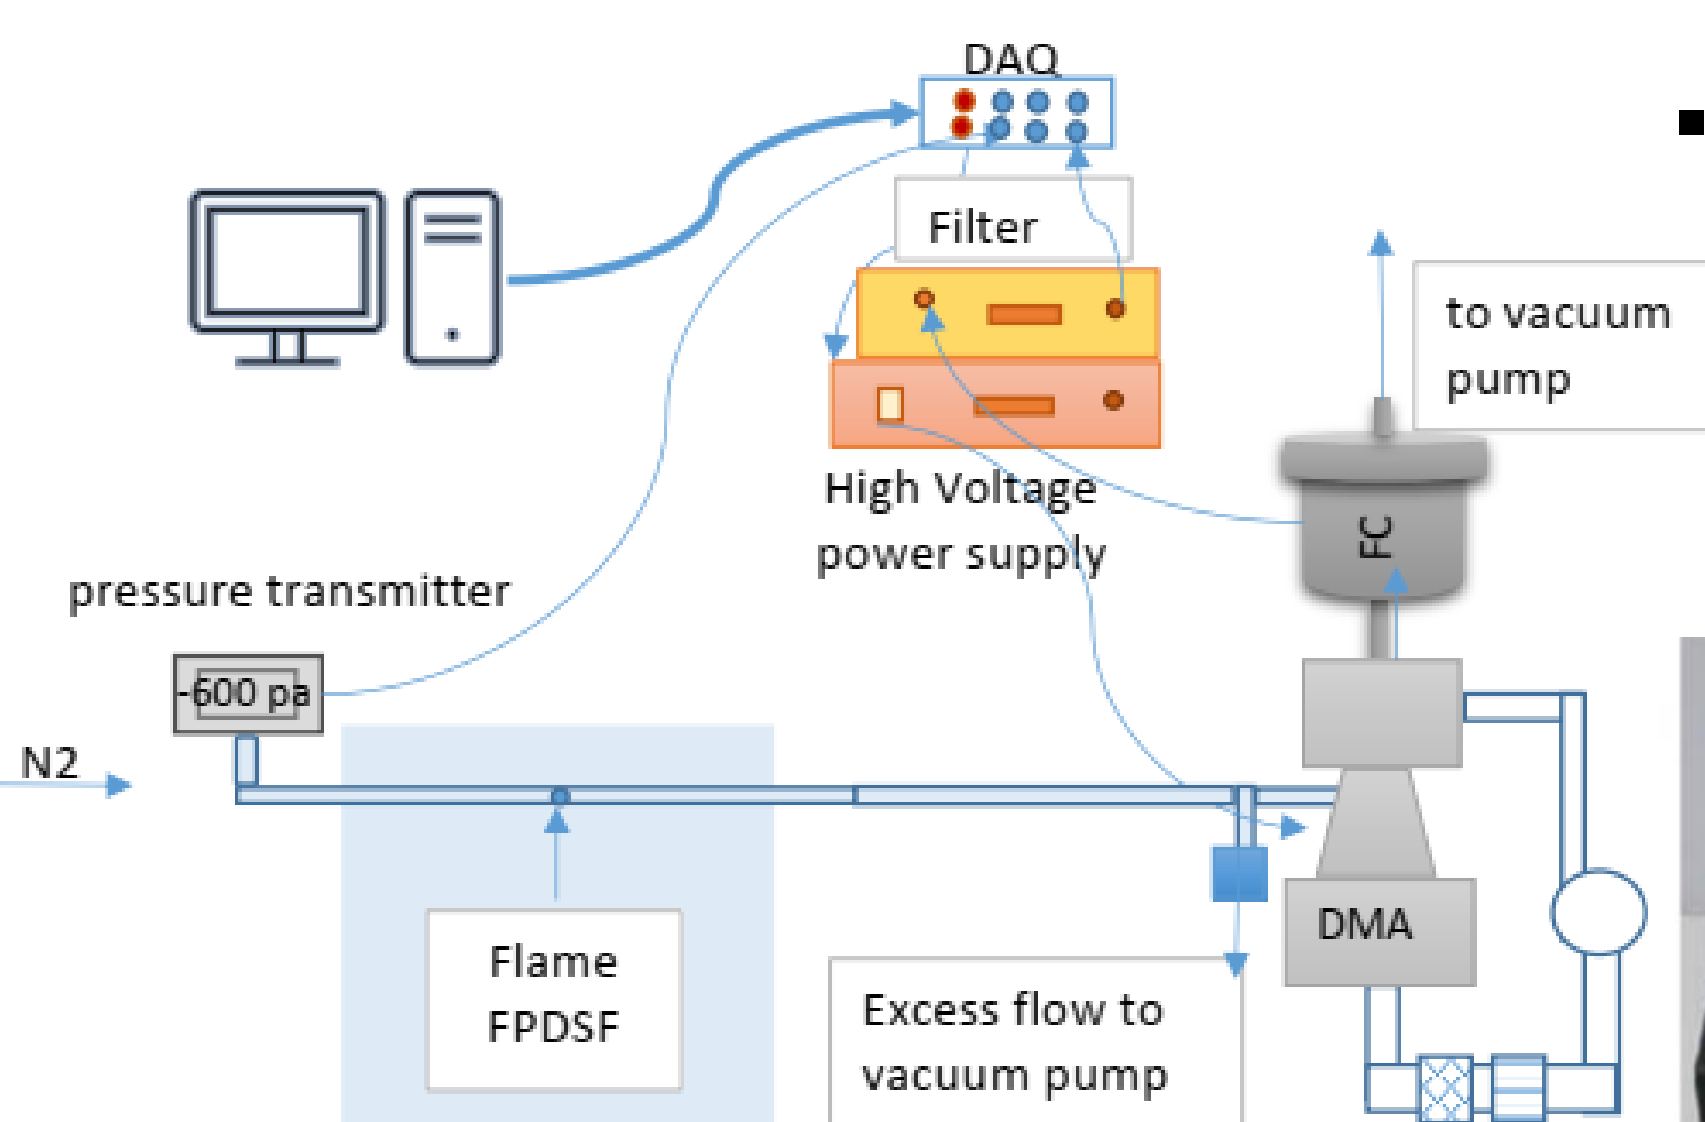 DAQ
Filter
to vacuum
pump
High Voltage
power supply
FC
pressure transmitter
-600 pa
N2
DMA
Flame
FPDSF
Excess flow to
vacuum pump